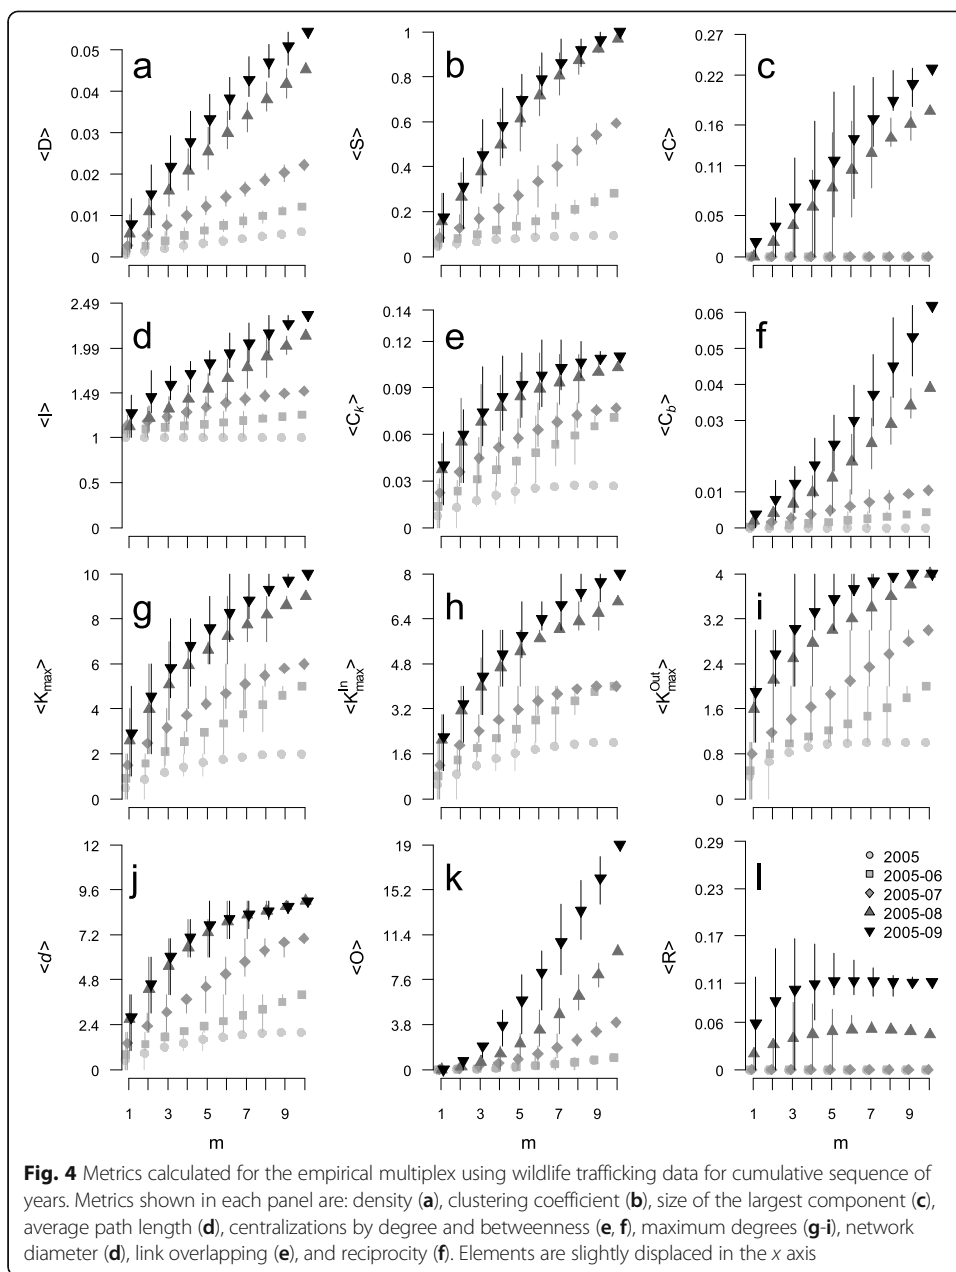 a
<D>
0.05
0.04
0.03
0.02
0.01
0
b
<S>
1
0.8
0.6
0.4
0.2
0
c
<C>
0.27
0.22
0.16
0.11
0.05
0
d
<l>
2.49
1.99
1.49
1
0.5
0
e
<Ck>
0.14
0.12
0.09
0.06
0.03
0
f
<Cb>
0.06
0.05
0.04
0.03
0.01
0
g
<Kmax>
10
8
6
4
2
0
h
<K In max>
8
6.4
4.8
3.2
1.6
0
i
<K Out max>
4
3.2
2.4
1.6
0.8
0
j
<d>
12
9.6
7.2
4.8
2.4
0
1 3 5 7 9
m
k
<O>
19
15.2
11.4
7.6
3.8
0
1 3 5 7 9
m
l
<R>
0.29
0.23
0.17
0.11
0.06
0
2005
2005-06
2005-07
2005-08
2005-09
1 3 5 7 9
m
Fig. 4 Metrics calculated for the empirical multiplex using wildlife trafficking data for cumulative sequence of
years. Metrics shown in each panel are: density (a), clustering coefficient (b), size of the largest component (c),
average path length (d), centralizations by degree and betweenness (e, f), maximum degrees (g-i), network
diameter (d), link overlapping (e), and reciprocity (f). Elements are slightly displaced in the x axis